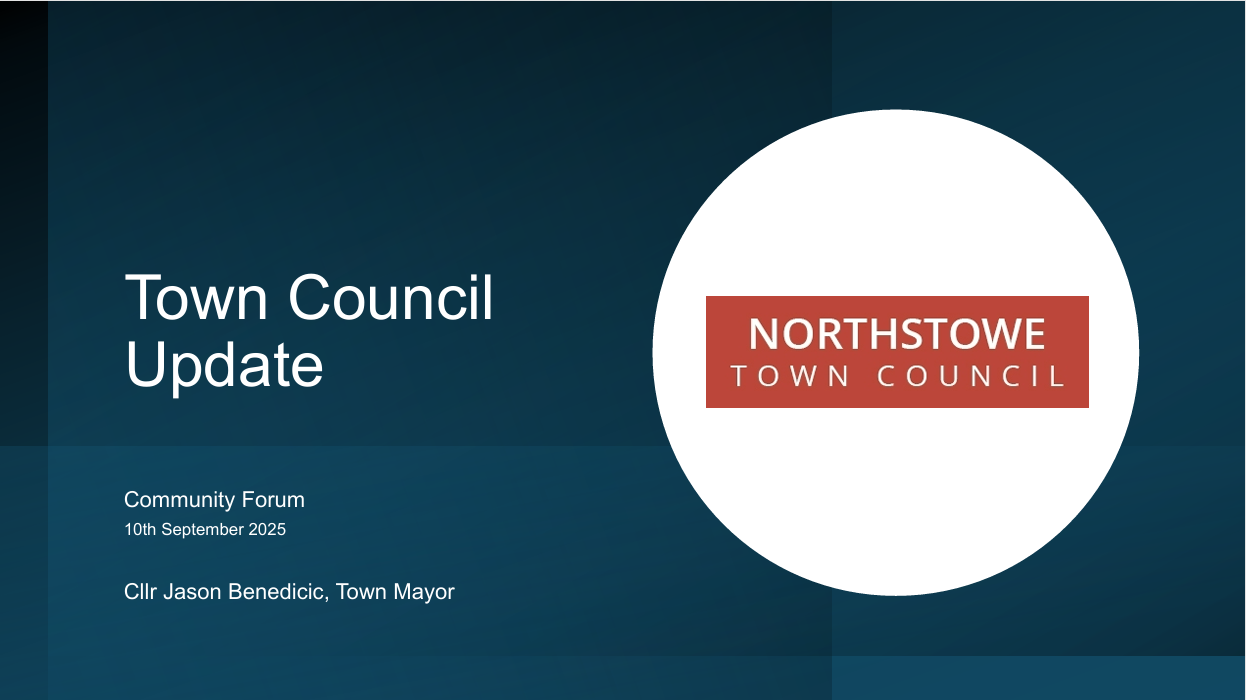 Town Council
Update
Community Forum
10th September 2025
Cllr Jason Benedicic, Town Mayor
NORTHSTOWE
TOWN COUNCIL